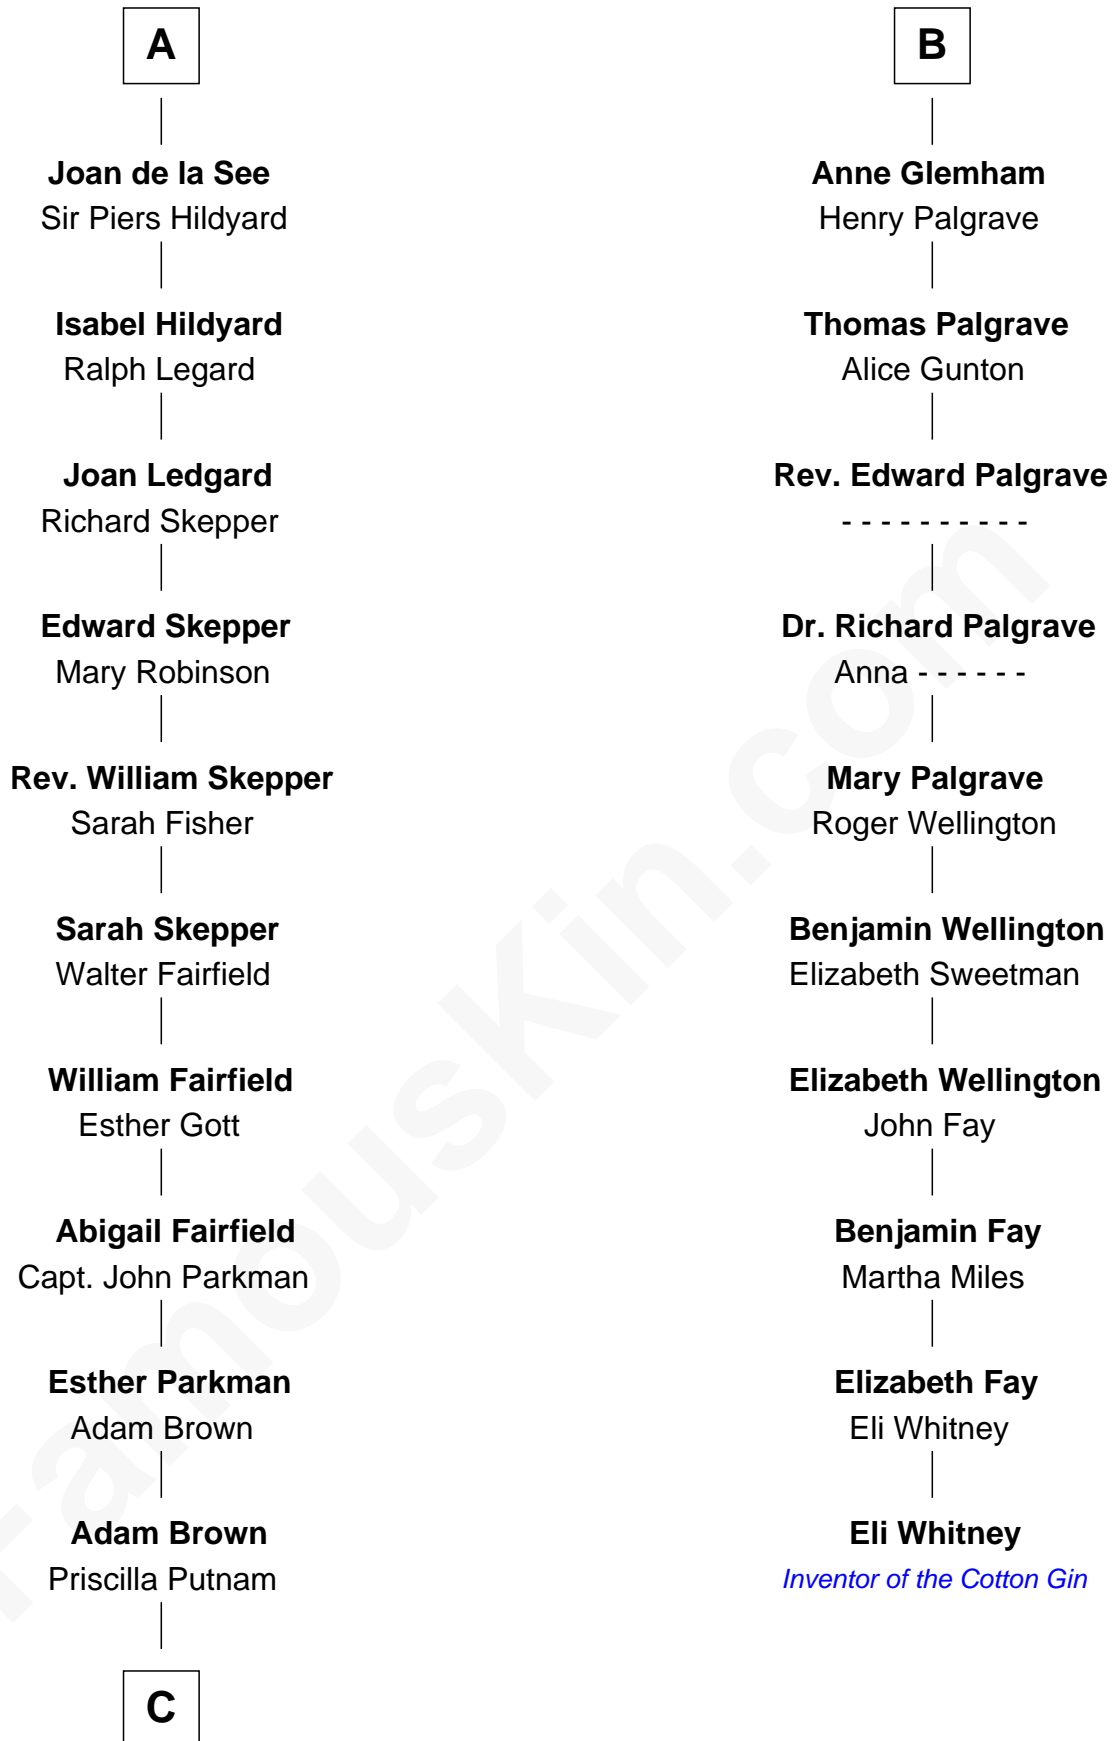 A
Joan de la See
Sir Piers Hildyard
Isabel Hildyard
Ralph Legard
Joan Ledgard
Richard Skepper
Edward Skepper
Mary Robinson
Rev. William Skepper
Sarah Fisher
Sarah Skepper
Walter Fairfield
William Fairfield
Esther Gott
Abigail Fairfield
Capt. John Parkman
Esther Parkman
Adam Brown
Adam Brown
Priscilla Putnam
C
B
Anne Glemham
Henry Palgrave
Thomas Palgrave
Alice Gunton
Rev. Edward Palgrave
- - - - - - - - - -
Dr. Richard Palgrave
Anna - - - - - -
Mary Palgrave
Roger Wellington
Benjamin Wellington
Elizabeth Sweetman
Elizabeth Wellington
John Fay
Benjamin Fay
Martha Miles
Elizabeth Fay
Eli Whitney
Eli Whitney
Inventor of the Cotton Gin
FamousKin.com